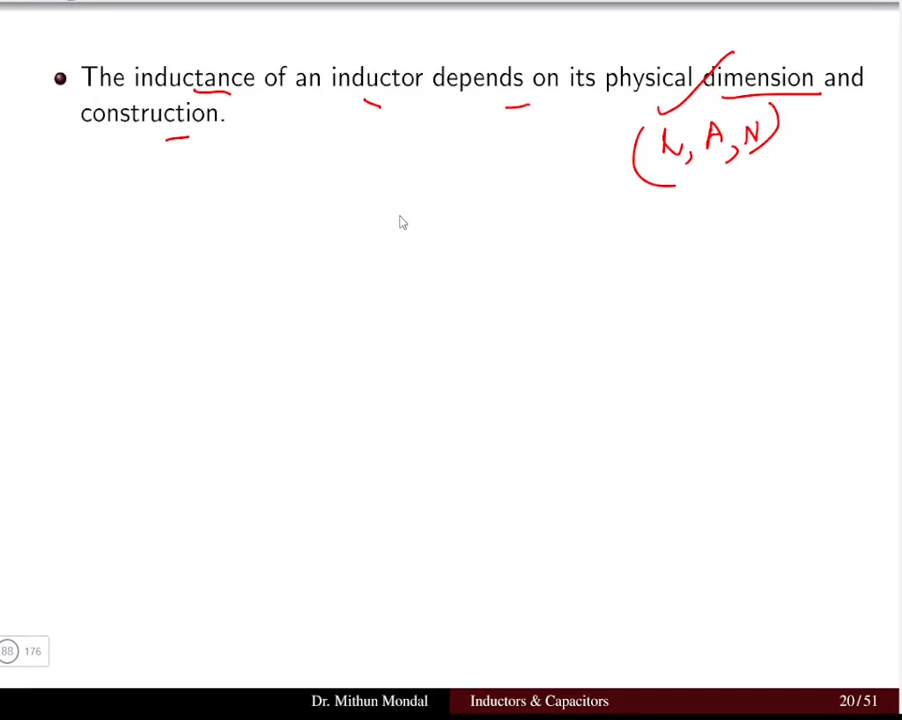 The inductance of an inductor depends on its physical dimension and
construction.
(L, A, N)
88 176
Dr. Mithun Mondal Inductors & Capacitors 20/51